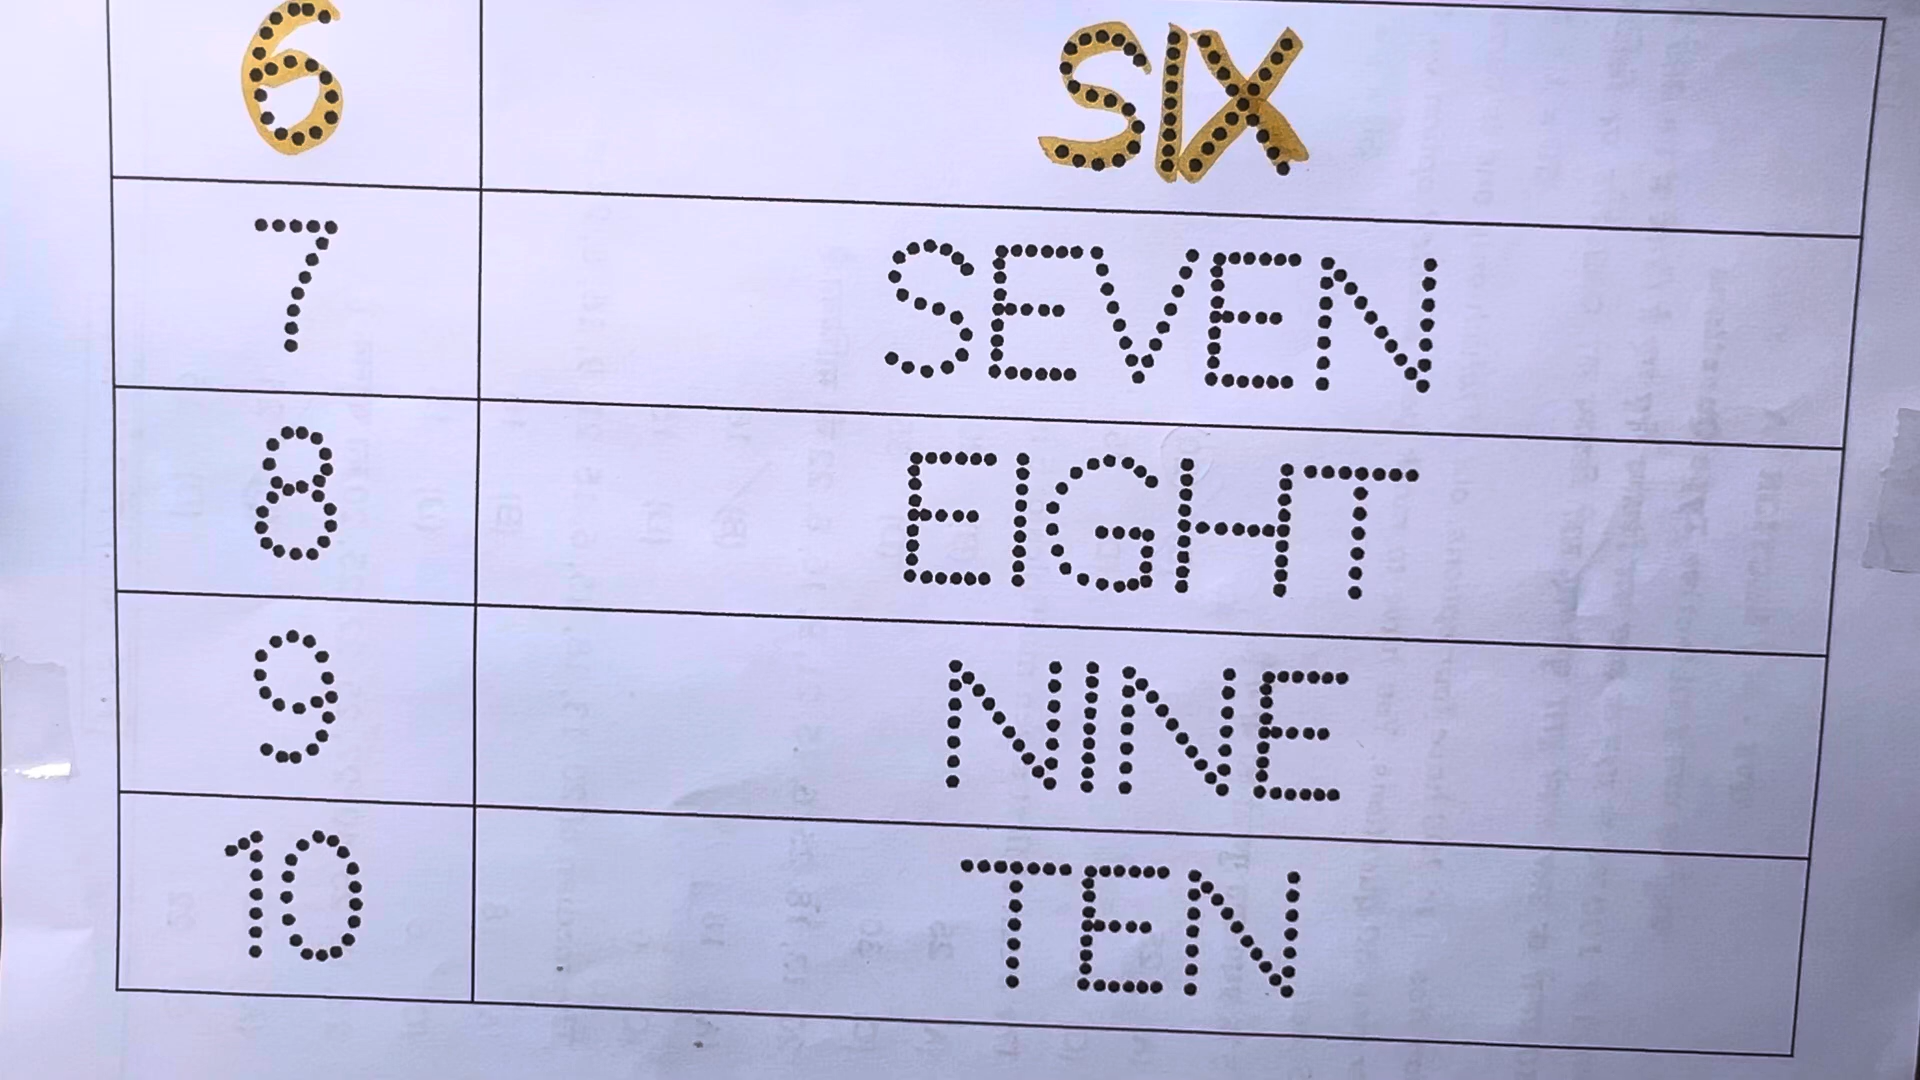 6 SIX
7 SEVEN
8 EIGHT
9 NINE
10 TEN